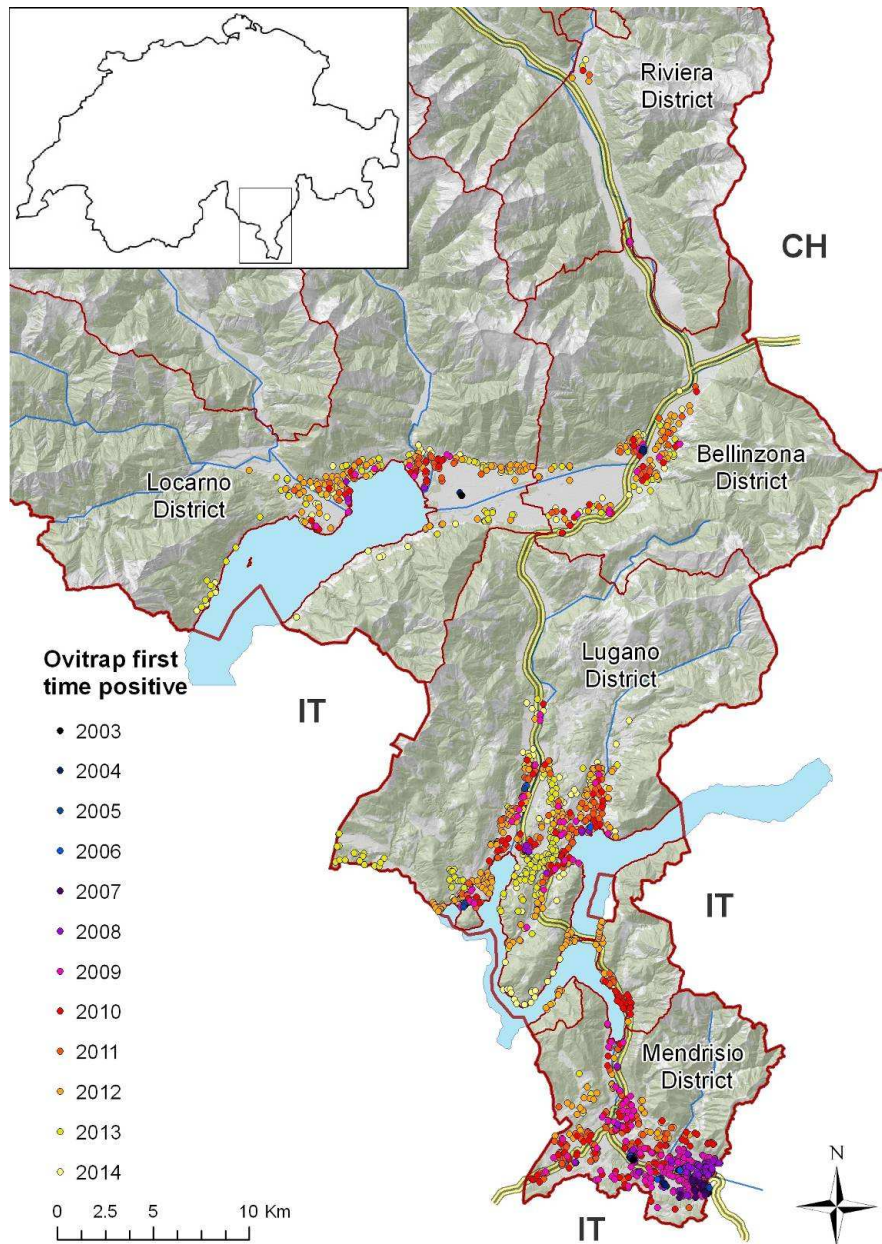 Riviera
District
CH
Bellinzona
District
Locarno
District
Lugano
District
Ovitrap first
time positive
IT
2003
2004
2005
2006
2007
2008
2009
2010
2011
2012
2013
2014
IT
Mendrisio
District
N
0 2.5 5 10 Km
IT